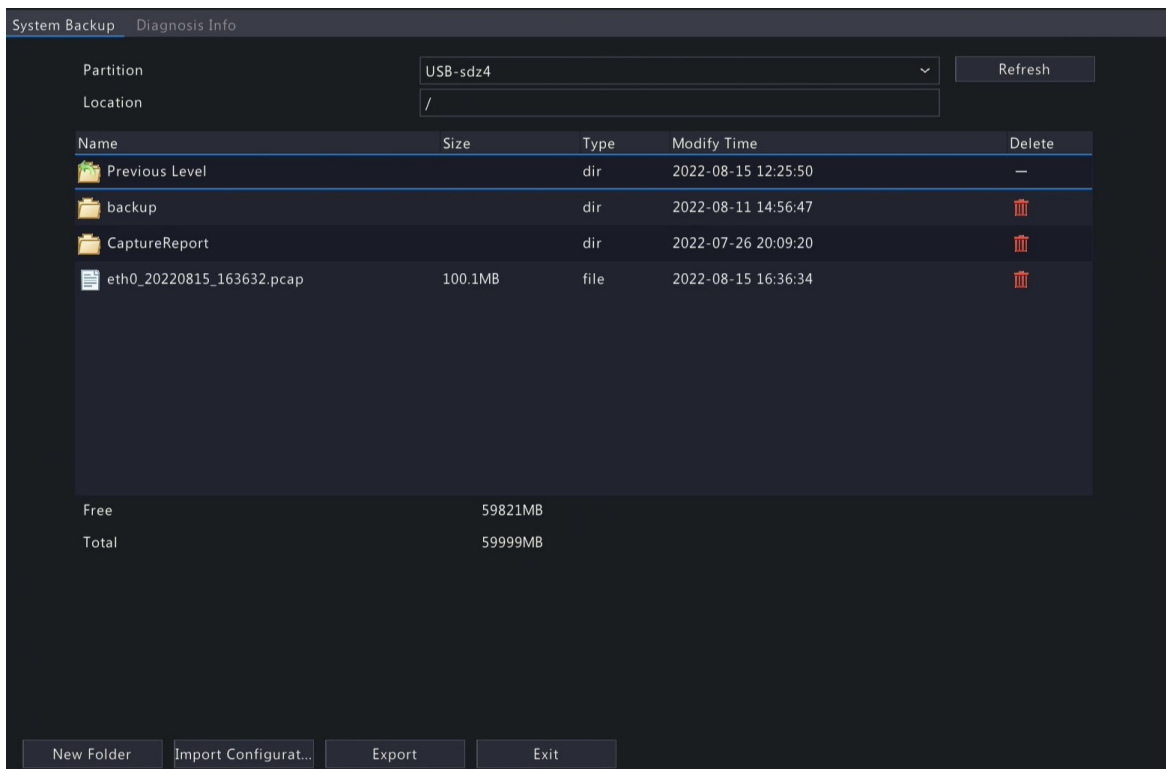 System Backup Diagnosis Info
Partition USB-sdz4 Refresh
Location /
Name Size Type Modify Time Delete
Previous Level dir 2022-08-15 12:25:50 —
backup dir 2022-08-11 14:56:47
CaptureReport dir 2022-07-26 20:09:20
eth0_20220815_163632.pcap 100.1MB file 2022-08-15 16:36:34
Free 59821MB
Total 59999MB
New Folder Import Configurat... Export Exit